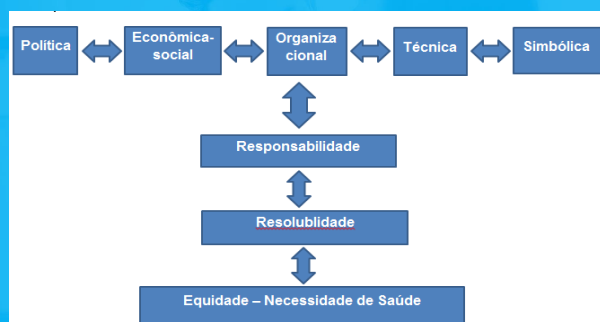 Política
Econômica-
social
Organiza
cional
Técnica
Simbólica
Responsabilidade
Resolublidade
Equidade – Necessidade de Saúde